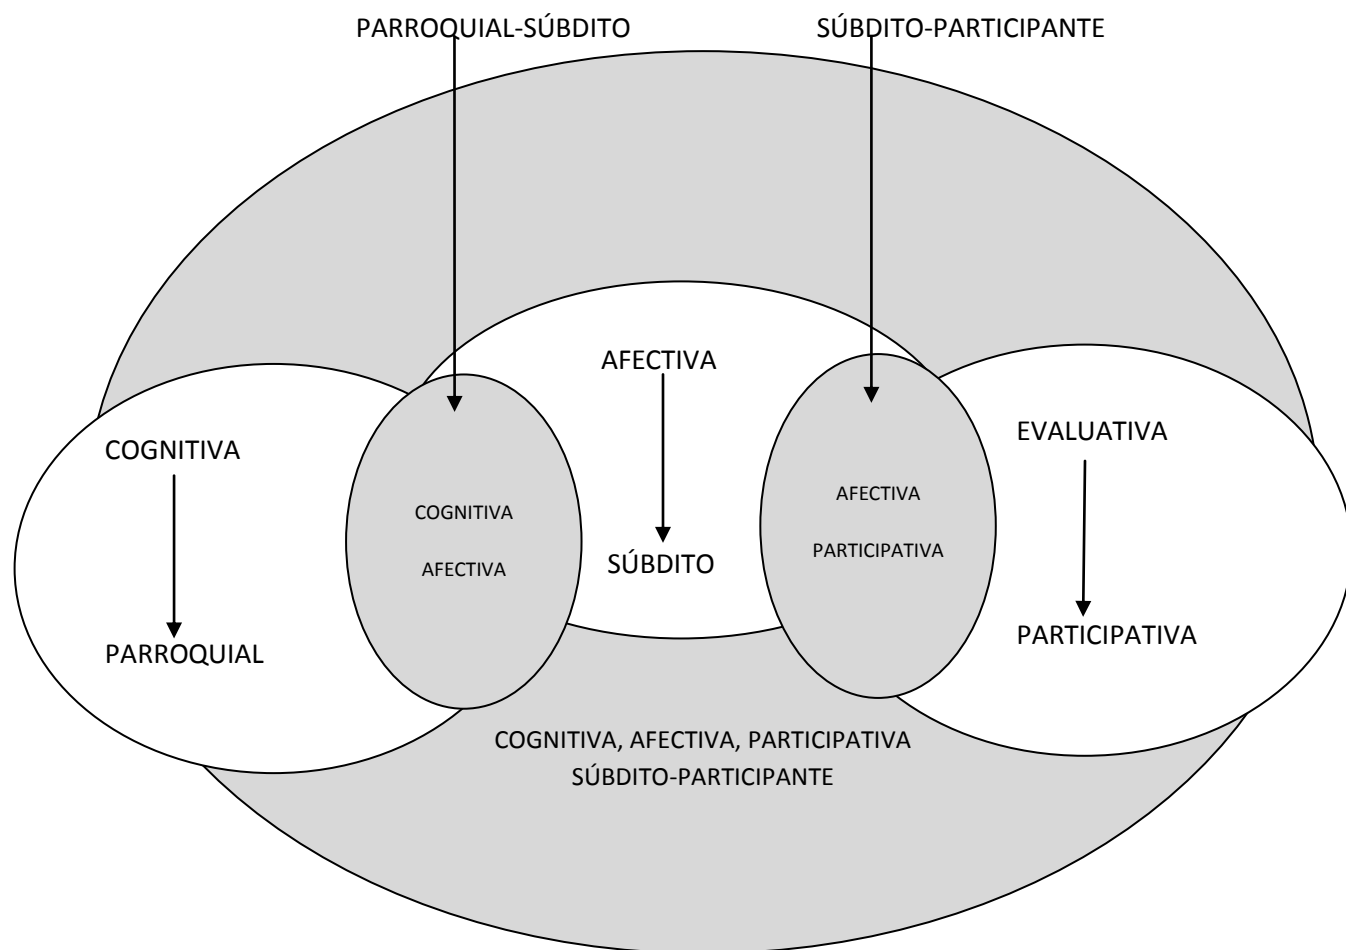 PARROQUIAL-SÚBDITO
SÚBDITO-PARTICIPANTE
COGNITIVA
PARROQUIAL
COGNITIVA
AFECTIVA
AFECTIVA
SÚBDITO
AFECTIVA
PARTICIPATIVA
EVALUATIVA
PARTICIPATIVA
COGNITIVA, AFECTIVA, PARTICIPATIVA
SÚBDITO-PARTICIPANTE